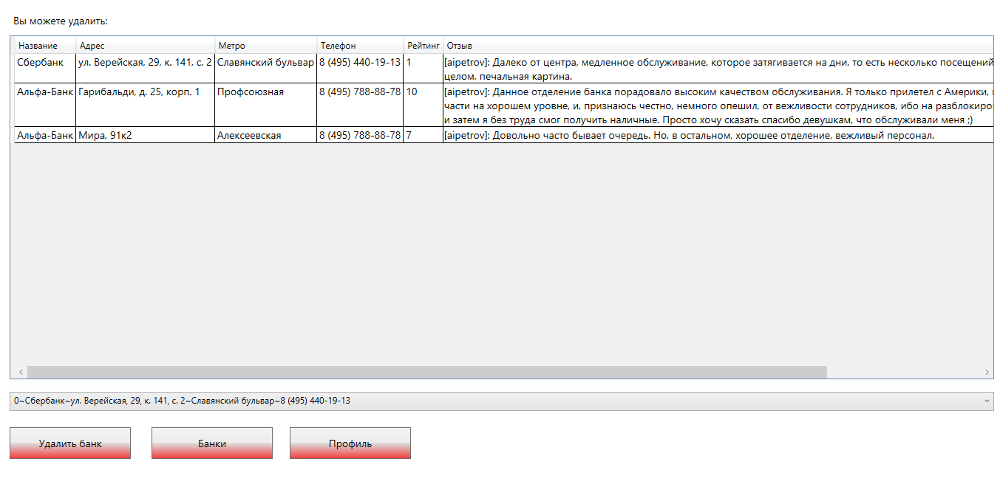 Вы можете удалить:
Название Адрес Метро Телефон Рейтинг Отзыв
Сбербанк ул. Верейская, 29, к. 141, с. 2 Славянский бульвар 8 (495) 440-19-13 1 [aipetrov]: Далеко от центра, медленное обслуживание, которое затягивается на дни, то есть несколько посещений
целом, печальная картина.
Альфа-Банк Гарибальди, д. 25, корп. 1 Профсоюзная 8 (495) 788-88-78 10 [aipetrov]: Данное отделение банка порадовало высоким качеством обслуживания. Я только прилетел с Америки,
части на хорошем уровне, и, признаюсь честно, немного опешил, от вежливости сотрудников, ибо на разблокиро
и затем я без труда смог получить наличные. Просто хочу сказать спасибо девушкам, что обслуживали меня ;)
Альфа-Банк Мира, 91к2 Алексеевская 8 (495) 788-88-78 7 [aipetrov]: Довольно часто бывает очередь. Но, в остальном, хорошее отделение, вежливый персонал.
0~Сбербанк~ул. Верейская, 29, к. 141, с. 2~Славянский бульвар~8 (495) 440-19-13
Удалить банк Банки Профиль